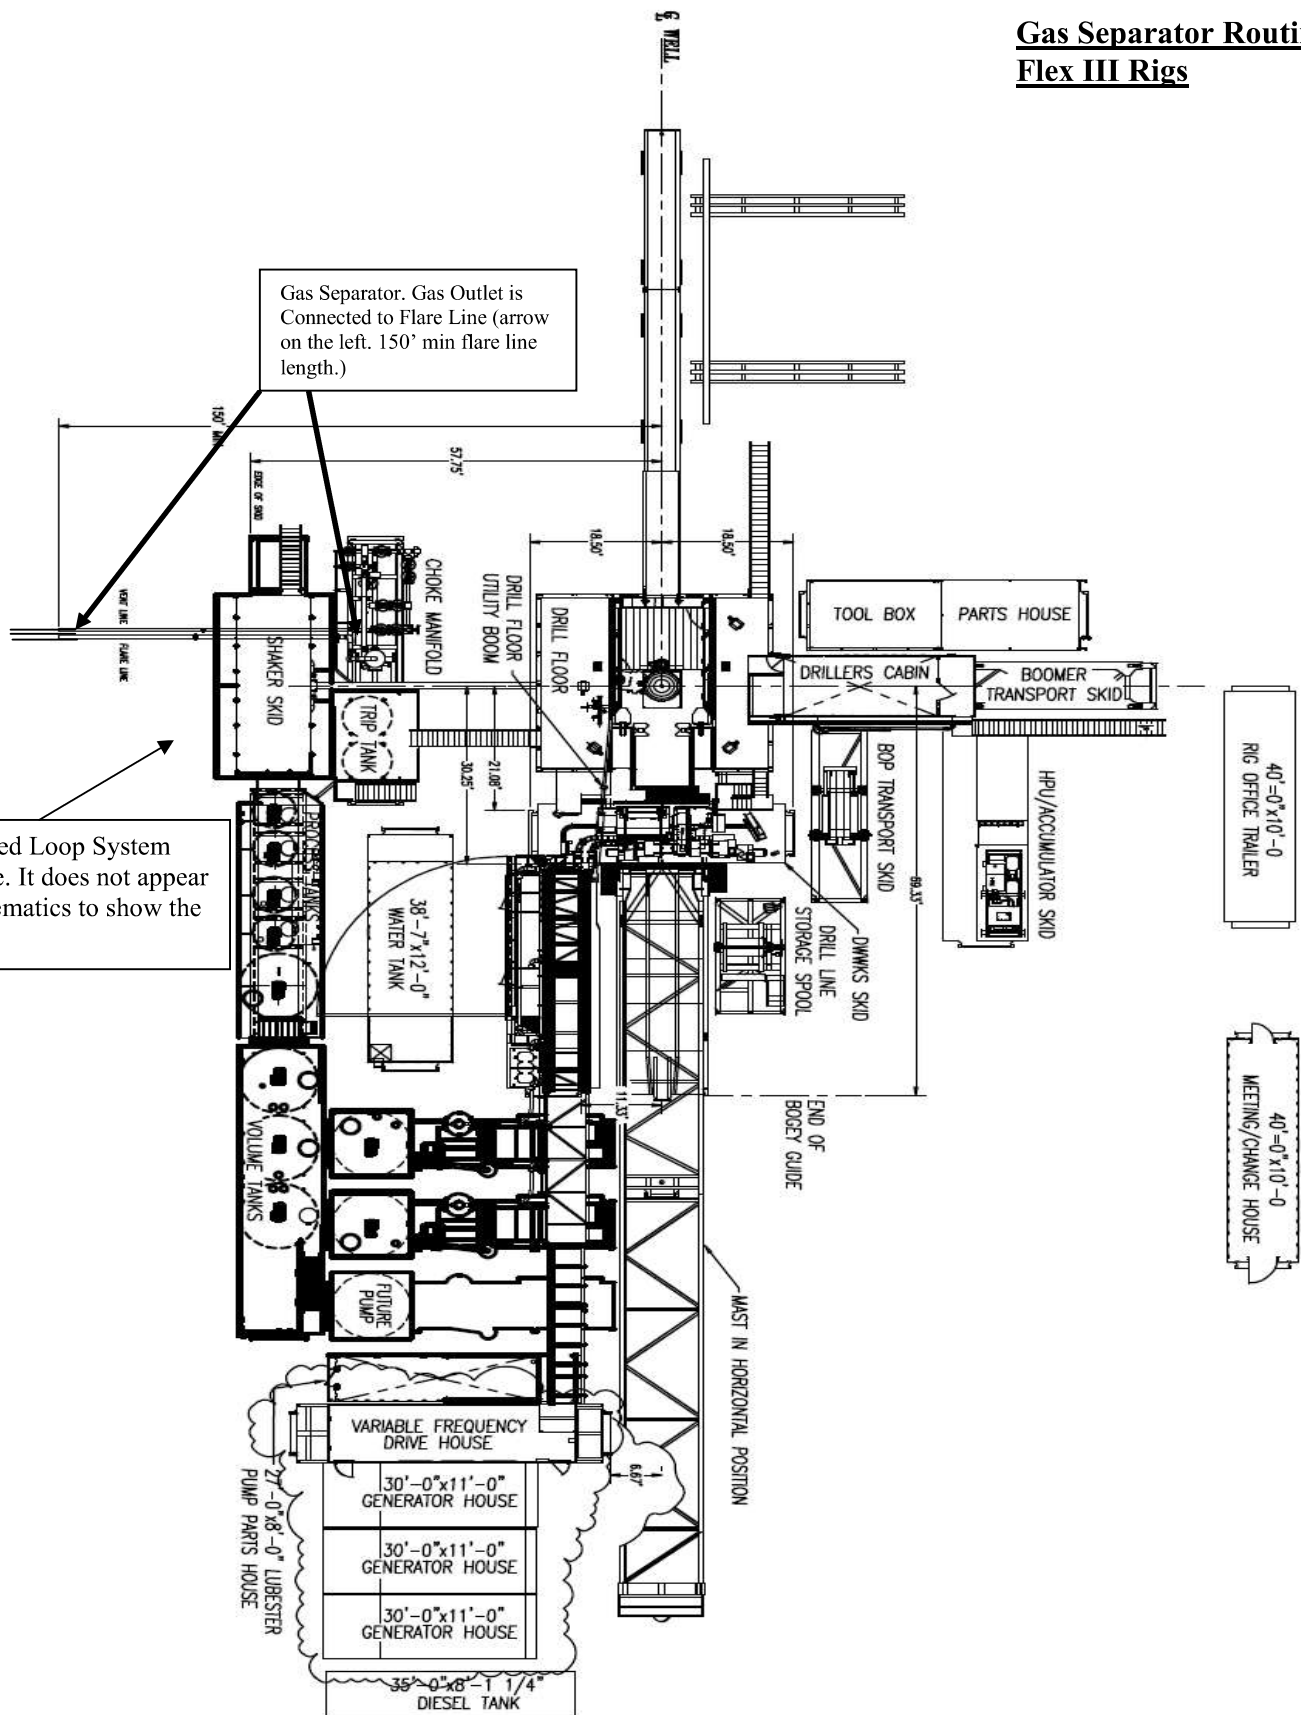 Gas Separator Routin
Flex III Rigs
℄ WELL
Gas Separator. Gas Outlet is
Connected to Flare Line (arrow
on the left. 150’ min flare line
length.)
150' MIN
57.75'
EDGE OF SKID
18.50'
18.50'
CHOKE MANIFOLD
DRILL FLOOR
UTILITY BOOM
DRILL FLOOR
TOOL BOX
PARTS HOUSE
VENT LINE
FLARE LINE
SHAKER SKID
DRILLERS CABIN
BOOMER
TRANSPORT SKID
TRIP TANK
30.25'
21.08'
BOP TRANSPORT SKID
HPU/ACCUMULATOR SKID
40'=0"x10'-0
RIG OFFICE TRAILER
ed Loop System
e. It does not appear
ematics to show the
PROCESS TANKS
38'-7"x12'-0"
WATER TANK
69.33'
DRILL LINE
STORAGE SPOOL
DWWKS SKID
11.33'
END OF
BOGEY GUIDE
40'=0"x10'-0
MEETING/CHANGE HOUSE
VOLUME TANKS
FUTURE
PUMP
MAST IN HORIZONTAL POSITION
VARIABLE FREQUENCY
DRIVE HOUSE
6.67'
27'-0"x8'-0" LUBESTER
PUMP PARTS HOUSE
30'-0"x11'-0"
GENERATOR HOUSE
30'-0"x11'-0"
GENERATOR HOUSE
30'-0"x11'-0"
GENERATOR HOUSE
35'-0"x8'-1 1/4"
DIESEL TANK